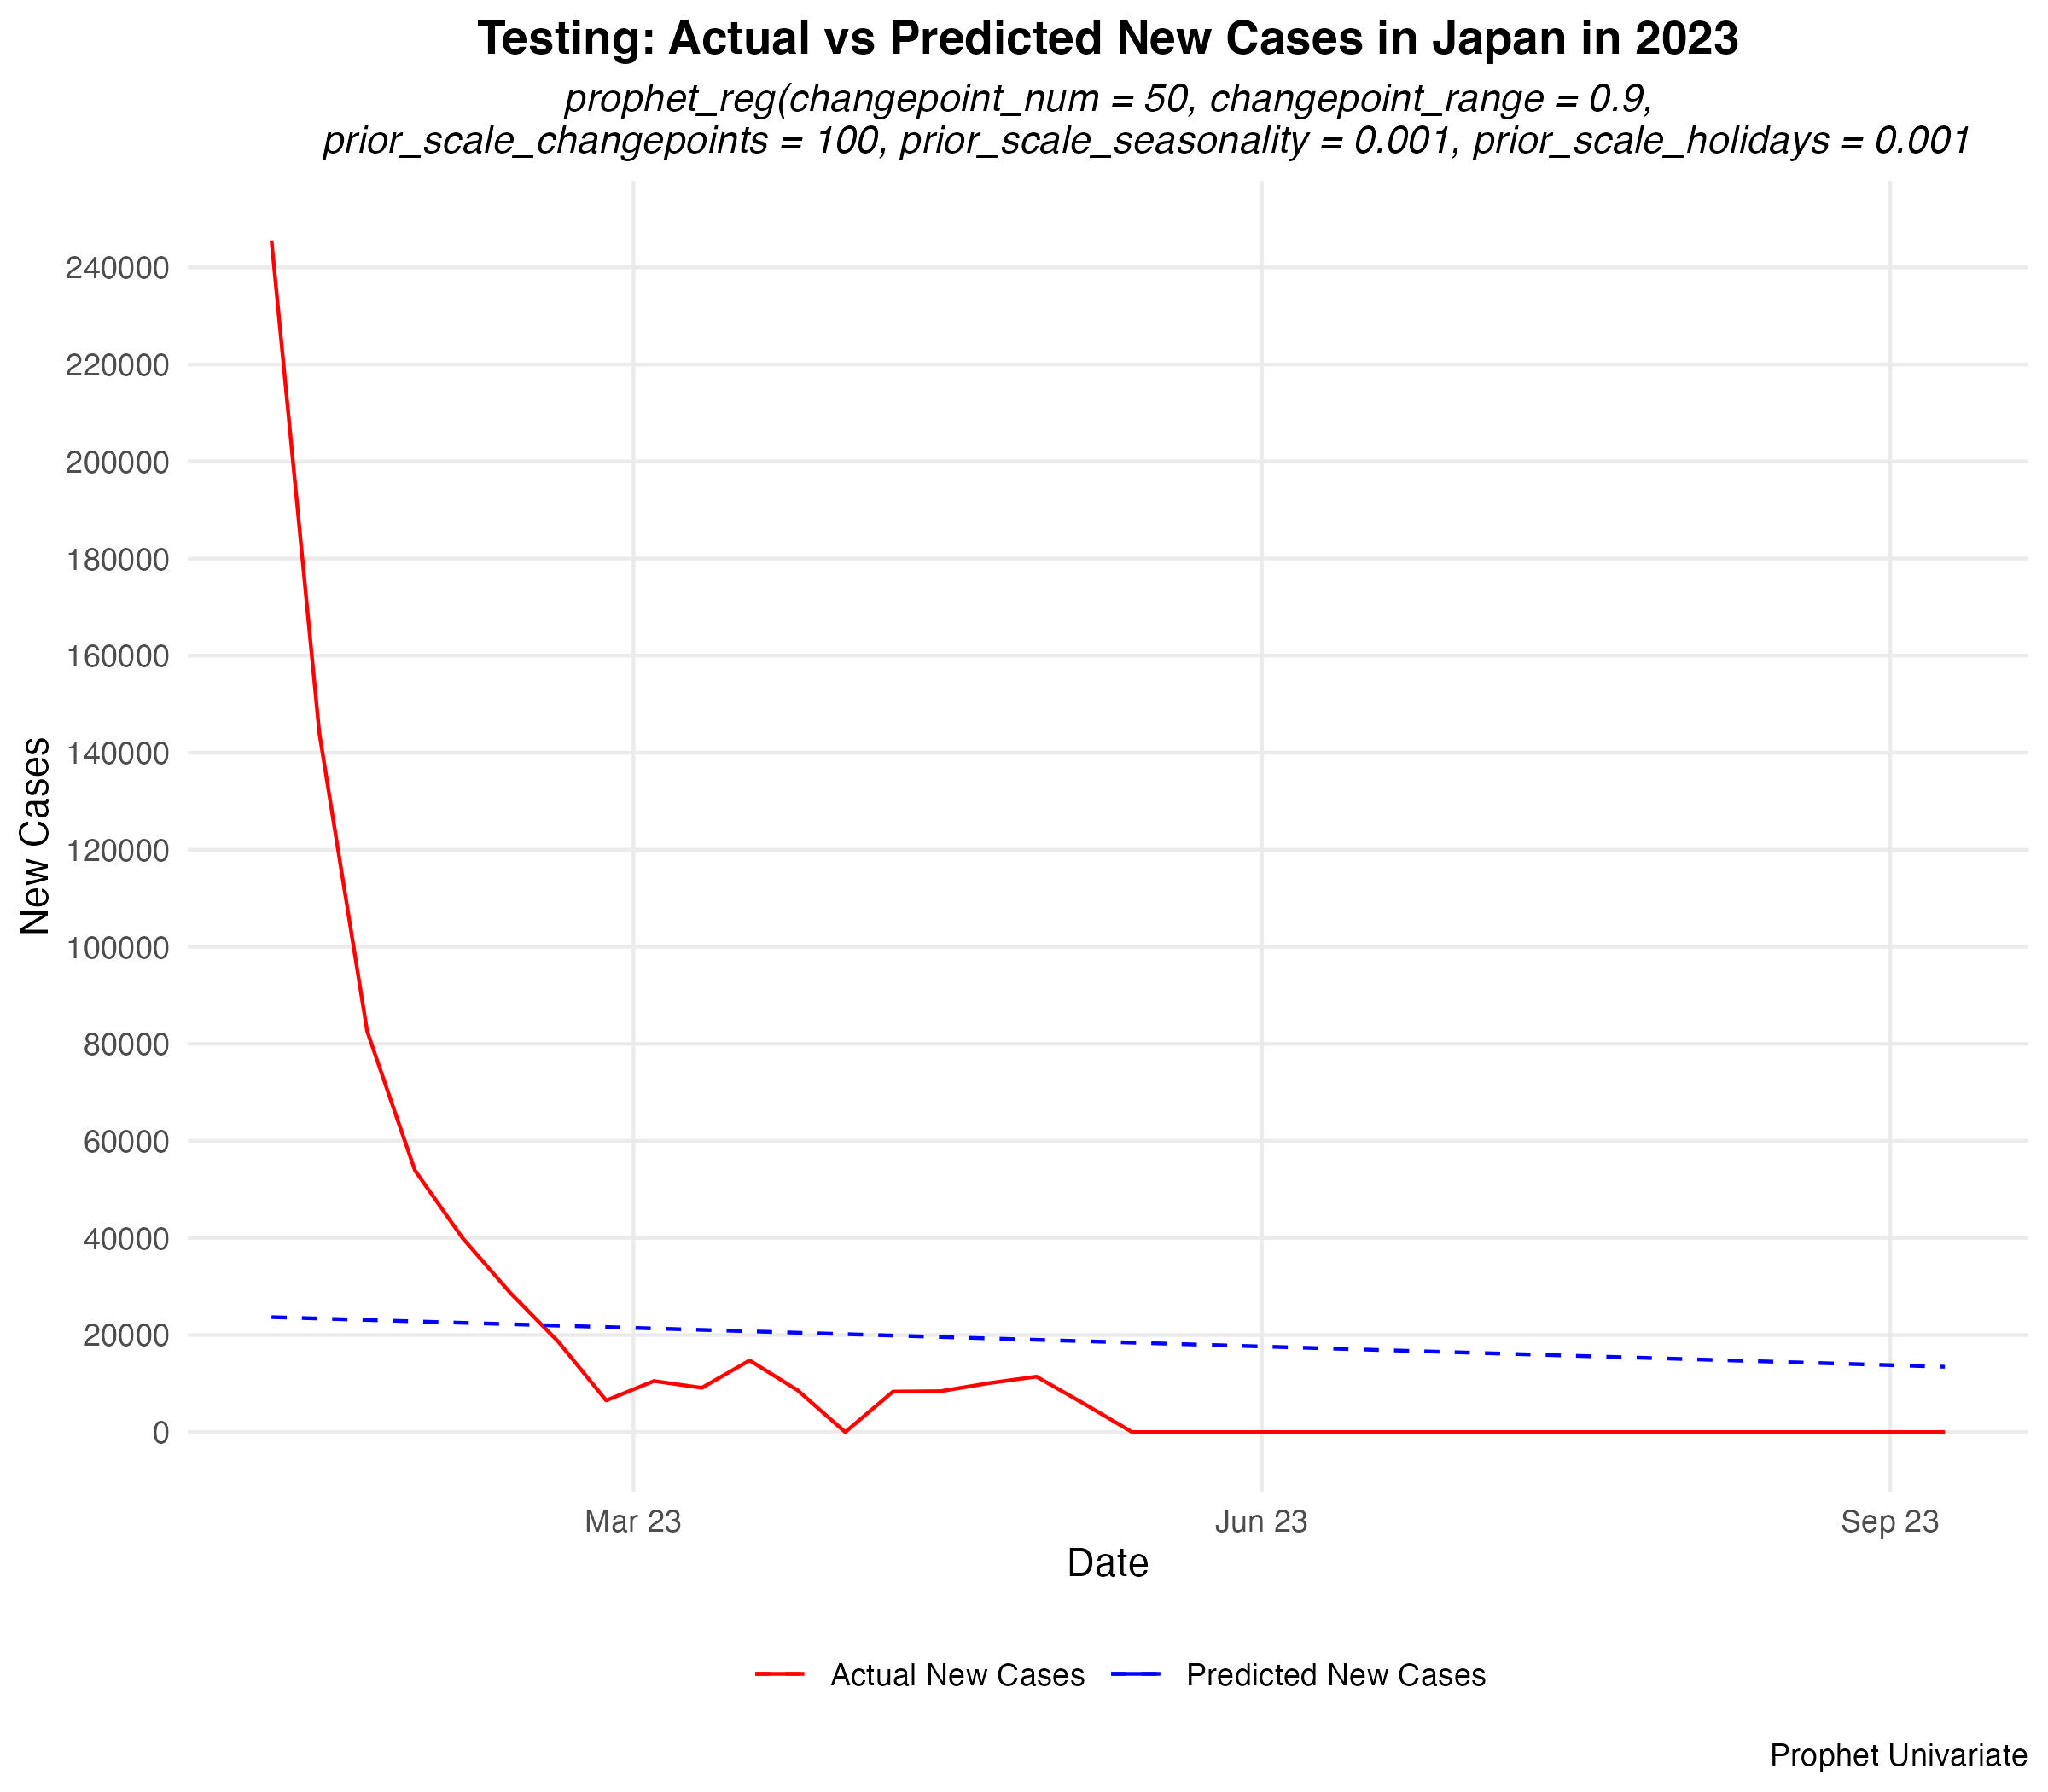 Testing: Actual vs Predicted New Cases in Japan in 2023
prophet_reg(changepoint_num = 50, changepoint_range = 0.9,
prior_scale_changepoints = 100, prior_scale_seasonality = 0.001, prior_scale_holidays = 0.001
240000
220000
200000
180000
160000
140000
120000
100000
80000
60000
40000
20000
0
New Cases
Mar 23
Jun 23
Sep 23
Date
Actual New Cases
Predicted New Cases
Prophet Univariate